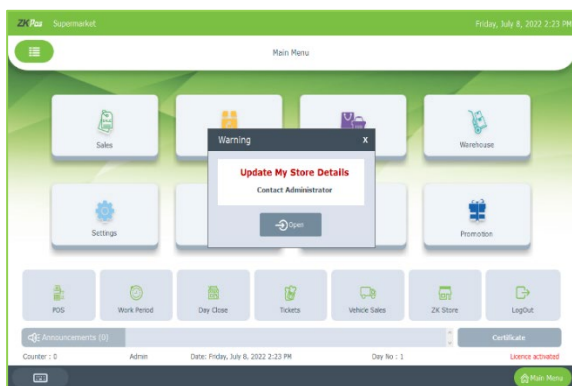 ZKPos Supermarket
Friday, July 8, 2022 2:23 PM
Main Menu
Sales
Warehouse
Warning X
Update My Store Details
Contact Administrator
Open
Settings
Promotion
POS
Work Period
Day Close
Tickets
Vehicle Sales
ZK Store
LogOut
Announcements (0)
Certificate
Counter : 0
Admin
Date: Friday, July 8, 2022 2:23 PM
Day No : 1
Licence activated
Main Menu